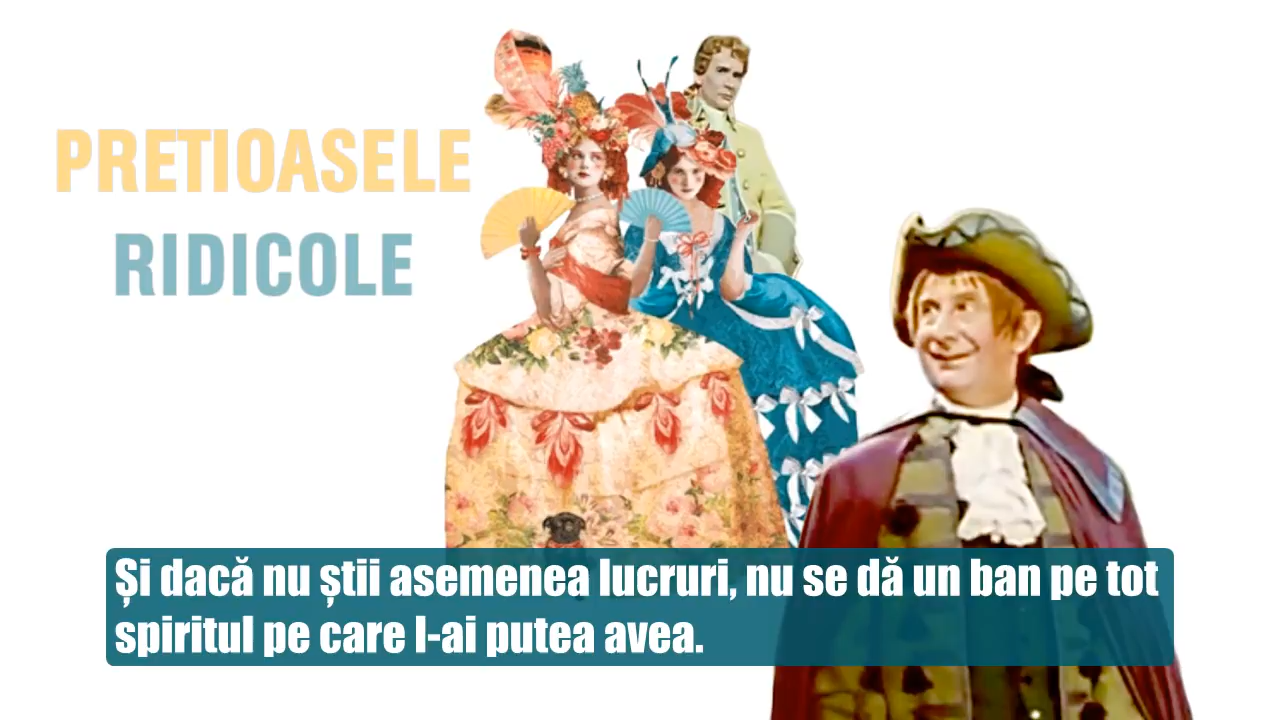 PRETIOASELE
RIDICOLE
Și dacă nu știi asemenea lucruri, nu se dă un ban pe tot
spiritul pe care l-ai putea avea.